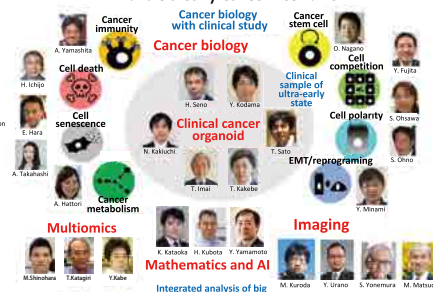 Cancer immunity
Cancer biology with clinical study
Cancer stem cell
A. Yamashita
Cancer biology
D. Nagano
Cell death
Cell competition
Y. Fujita
H. Ichijo
H. Seno
Y. Kodama
Clinical sample of ultra-early state
Cell senescence
E. Hara
Clinical cancer organoid
Cell polarity
S. Ohsawa
N. Kakiuchi
T. Sato
EMT/reprograming
S. Ohno
A. Takahashi
T. Imai
T. Kakebe
A. Hattori
Cancer metabolism
Y. Minami
Multiomics
K. Kataoka
H. Kubota
Y. Yamamoto
Imaging
M.Shinohara
T.Katagiri
Y.Kabe
Mathematics and AI
M. Kuroda
Y. Urano
S. Yonemura
M. Matsuc
Integrated analysis of big